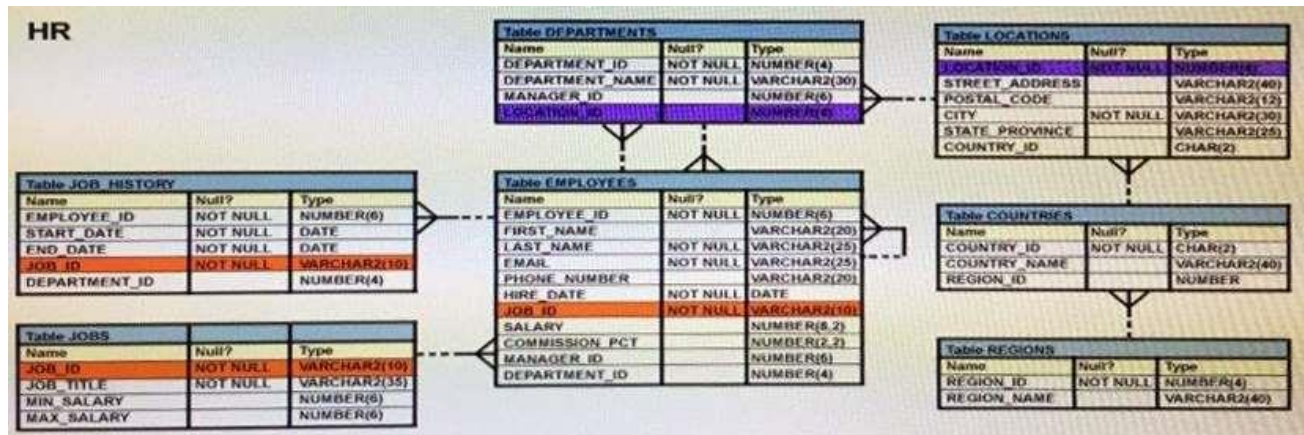 HR
Table DEPARTMENTS
Name Null? Type
DEPARTMENT_ID NOT NULL NUMBER(4)
DEPARTMENT_NAME NOT NULL VARCHAR2(30)
MANAGER_ID NUMBER(6)
LOCATION_ID NUMBER(4)
Table LOCATIONS
Name Null? Type
LOCATION_ID NOT NULL NUMBER(4)
STREET_ADDRESS VARCHAR2(40)
POSTAL_CODE VARCHAR2(12)
CITY NOT NULL VARCHAR2(30)
STATE_PROVINCE VARCHAR2(25)
COUNTRY_ID CHAR(2)
Table JOB_HISTORY
Name Null? Type
EMPLOYEE_ID NOT NULL NUMBER(6)
START_DATE NOT NULL DATE
END_DATE NOT NULL DATE
JOB_ID NOT NULL VARCHAR2(10)
DEPARTMENT_ID NUMBER(4)
Table EMPLOYEES
Name Null? Type
EMPLOYEE_ID NOT NULL NUMBER(6)
FIRST_NAME VARCHAR2(20)
LAST_NAME NOT NULL VARCHAR2(25)
EMAIL NOT NULL VARCHAR2(25)
PHONE_NUMBER VARCHAR2(20)
HIRE_DATE NOT NULL DATE
JOB_ID NOT NULL VARCHAR2(10)
SALARY NUMBER(8,2)
COMMISSION_PCT NUMBER(2,2)
MANAGER_ID NUMBER(6)
DEPARTMENT_ID NUMBER(4)
Table COUNTRIES
Name Null? Type
COUNTRY_ID NOT NULL CHAR(2)
COUNTRY_NAME VARCHAR2(40)
REGION_ID NUMBER
Table JOBS
Name Null? Type
JOB_ID NOT NULL VARCHAR2(10)
JOB_TITLE NOT NULL VARCHAR2(35)
MIN_SALARY NUMBER(6)
MAX_SALARY NUMBER(6)
Table REGIONS
Name Null? Type
REGION_ID NOT NULL NUMBER(4)
REGION_NAME VARCHAR2(40)